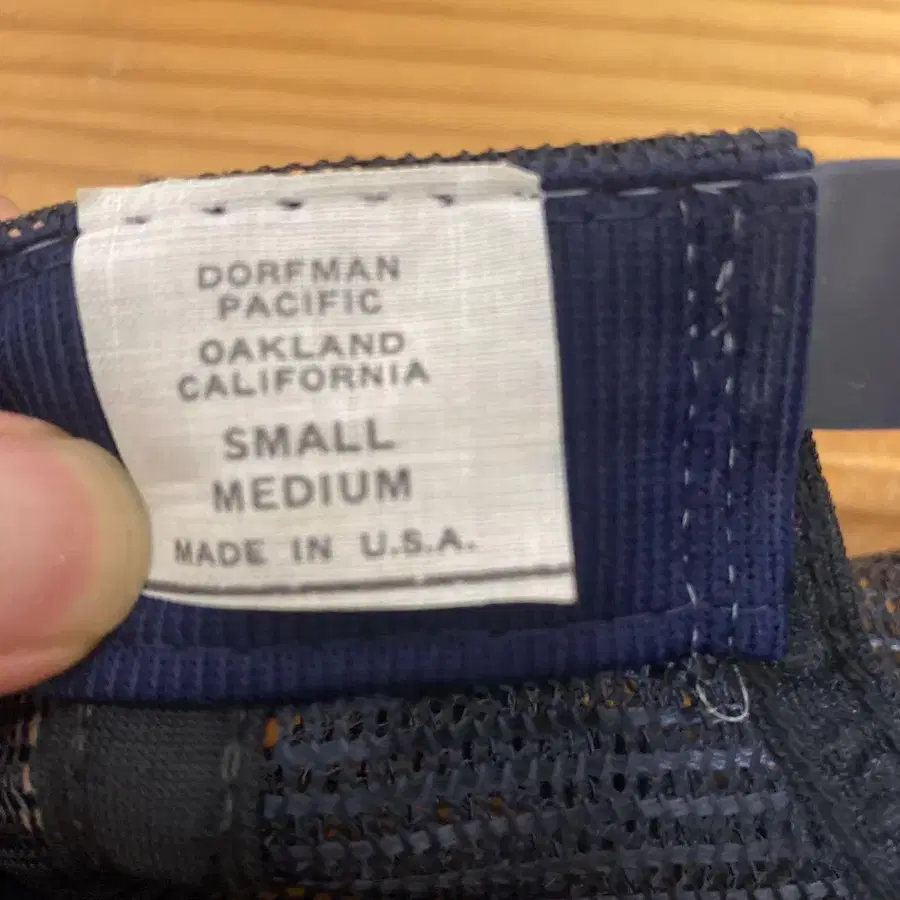 DORFMAN
PACIFIC
OAKLAND
CALIFORNIA
SMALL
MEDIUM
MADE IN U.S.A.